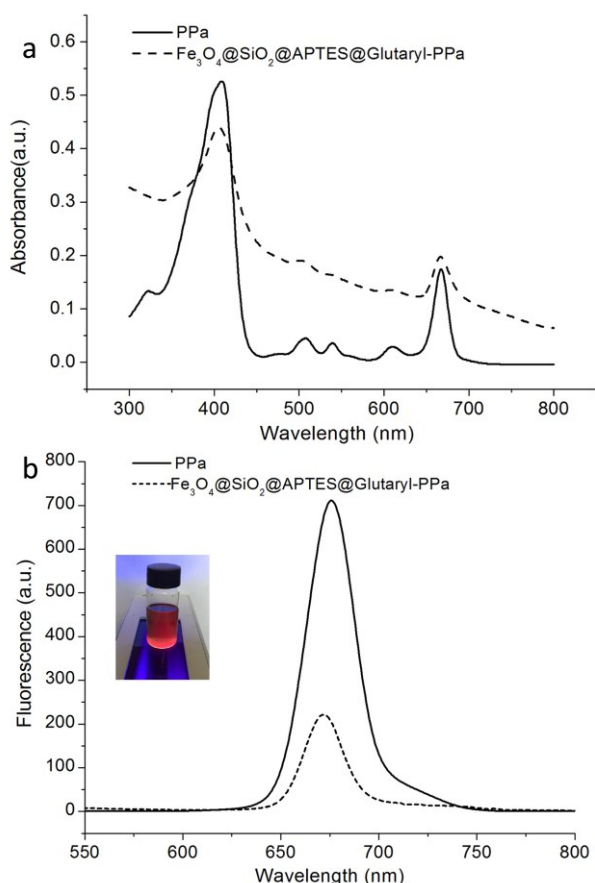 a
PPa
Fe₃O₄@SiO₂@APTES@Glutaryl-PPa
Absorbance(a.u.)
0.6
0.5
0.4
0.3
0.2
0.1
0.0
300 400 500 600 700 800
Wavelength (nm)
b
PPa
Fe₃O₄@SiO₂@APTES@Glutaryl-PPa
Fluorescence (a.u.)
800
700
600
500
400
300
200
100
0
550 600 650 700 750 800
Wavelength (nm)